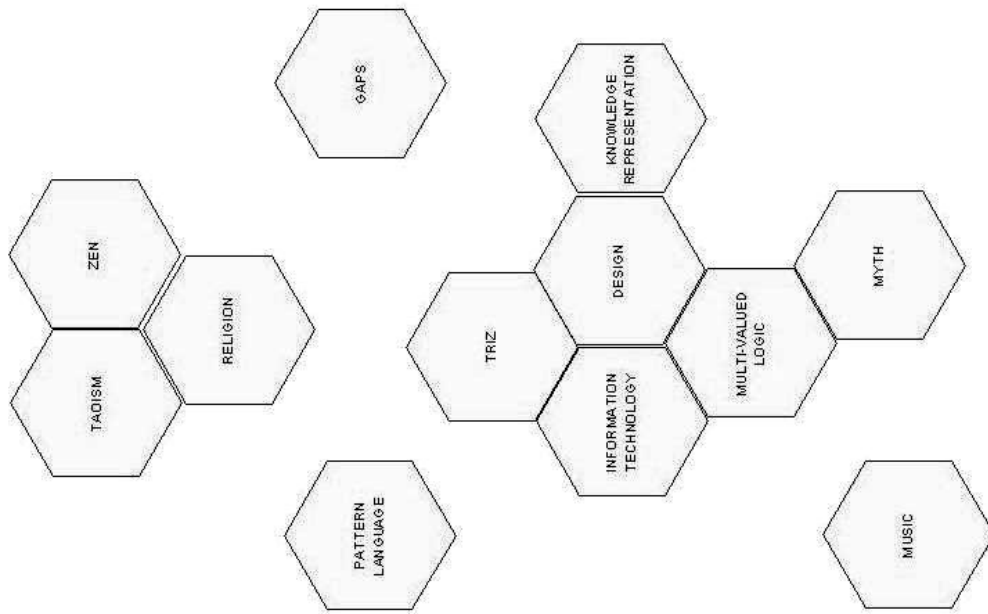 TAOISM
ZEN
RELIGION
PATTERN
LANGUAGE
GAPS
TRIZ
INFORMATION
TECHNOLOGY
DESIGN
KNOWLEDGE
REPRESENTATION
MULTI-VALUED
LOGIC
MUSIC
MYTH